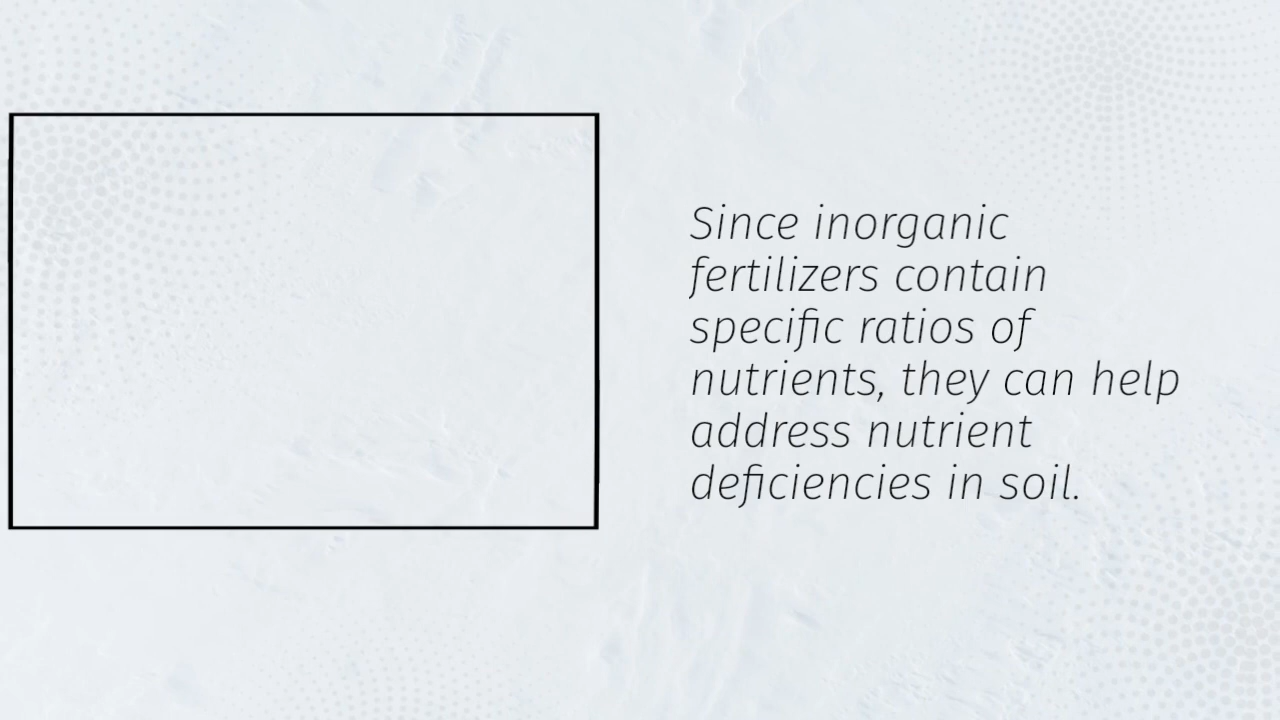 Since inorganic
fertilizers contain
specific ratios of
nutrients, they can help
address nutrient
deficiencies in soil.